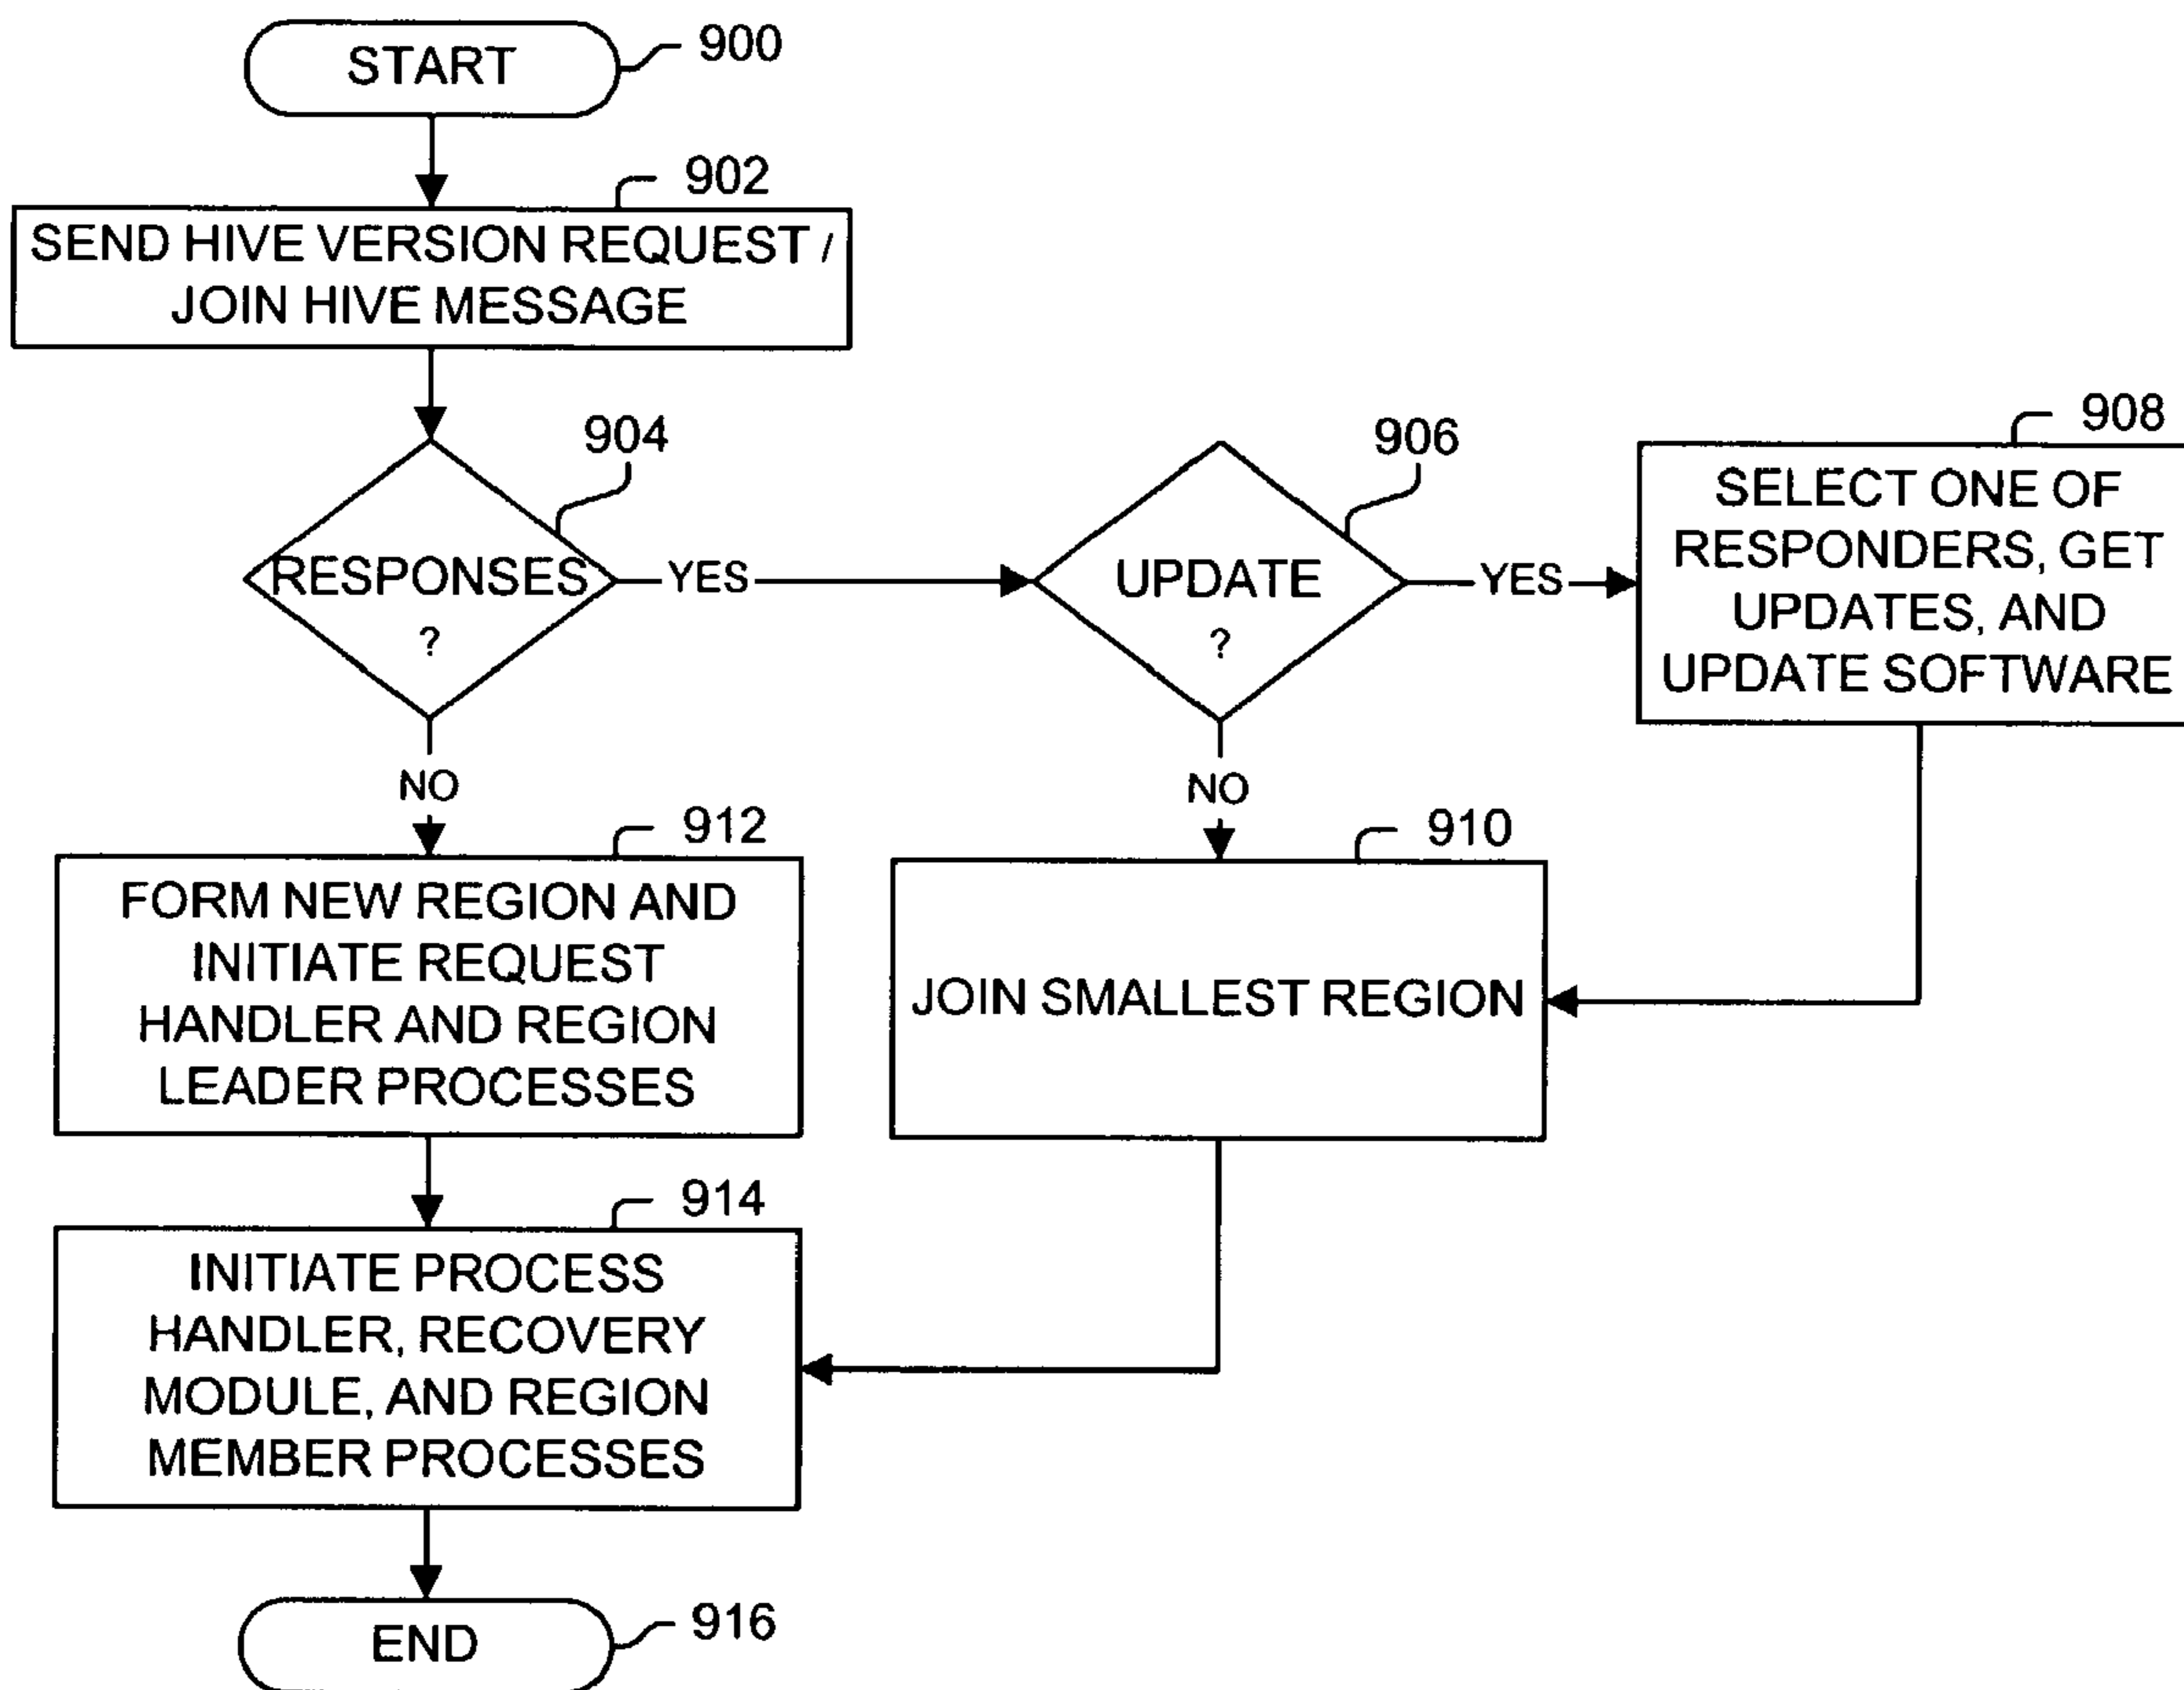 START
900
902
SEND HIVE VERSION REQUEST /
JOIN HIVE MESSAGE
904
RESPONSES
?
YES
906
UPDATE
?
YES
908
SELECT ONE OF
RESPONDERS, GET
UPDATES, AND
UPDATE SOFTWARE
NO
NO
912
FORM NEW REGION AND
INITIATE REQUEST
HANDLER AND REGION
LEADER PROCESSES
910
JOIN SMALLEST REGION
914
INITIATE PROCESS
HANDLER, RECOVERY
MODULE, AND REGION
MEMBER PROCESSES
END
916